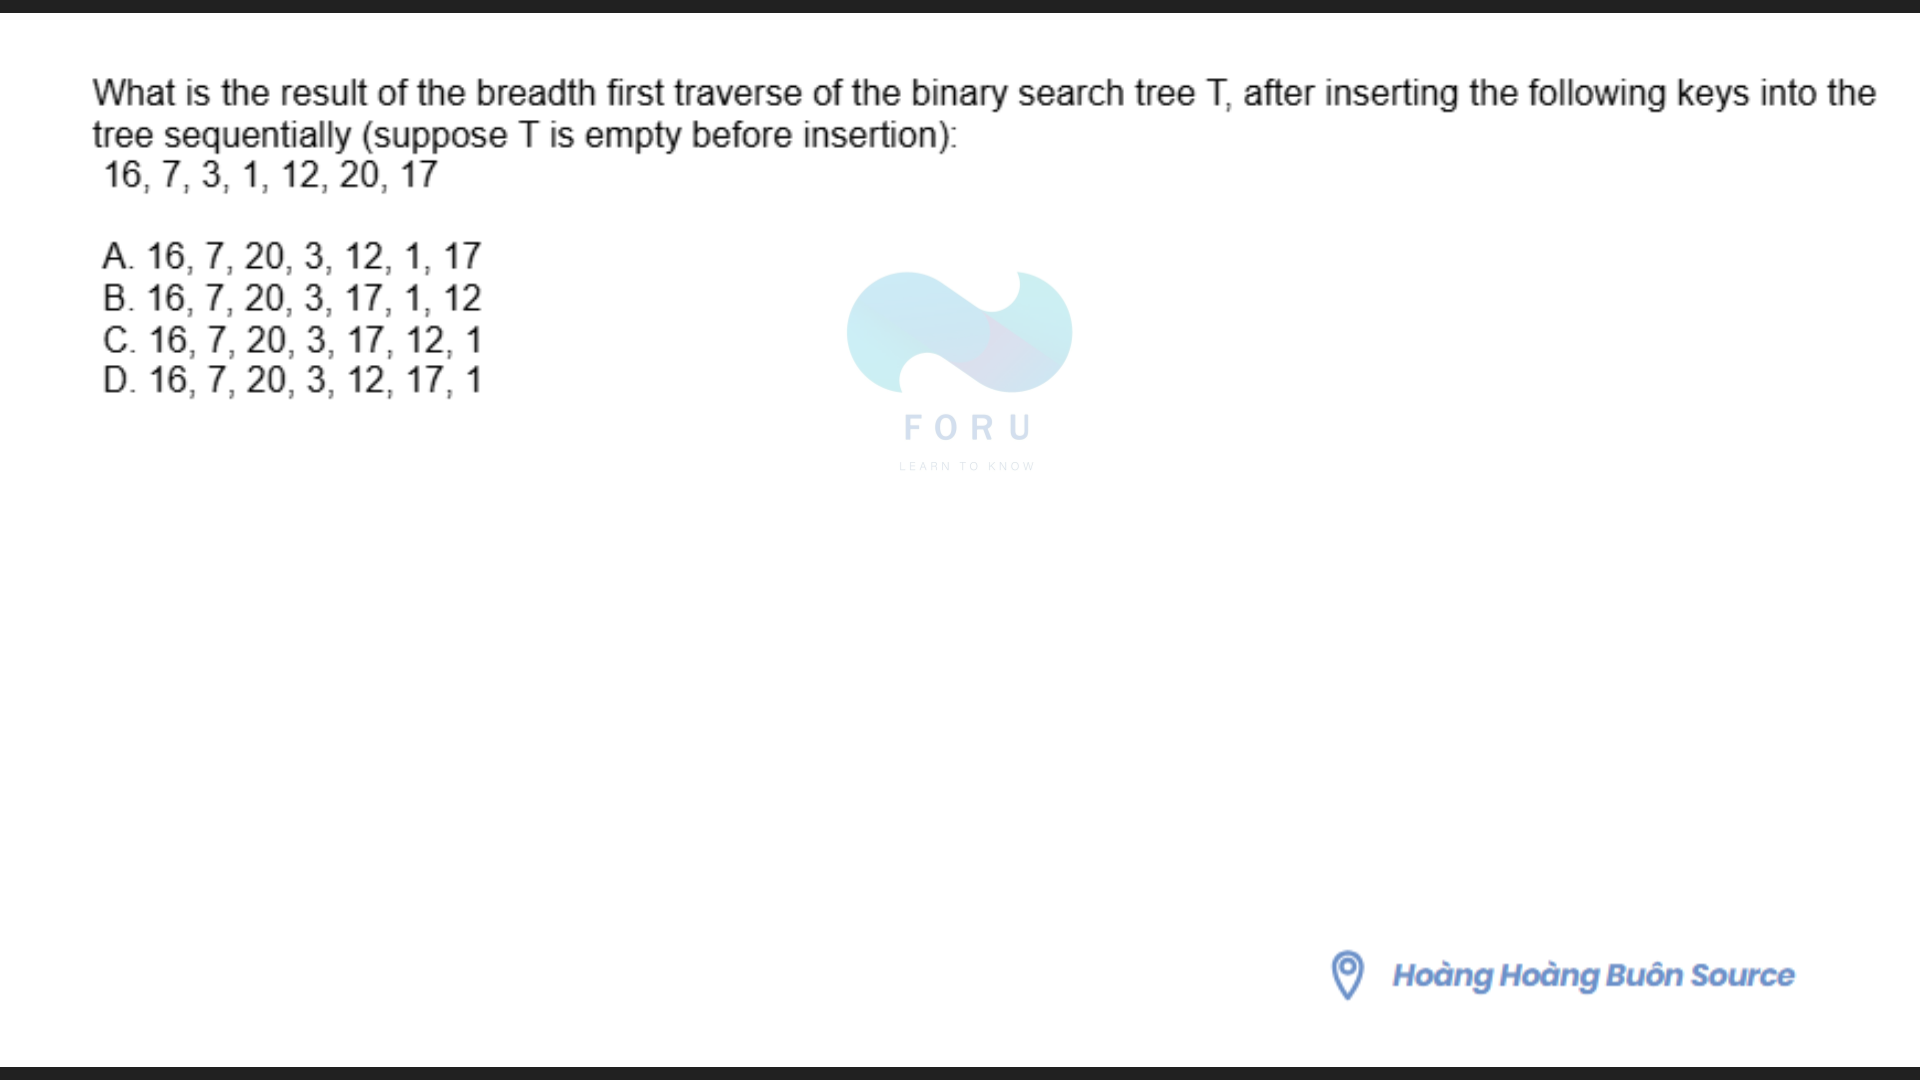 What is the result of the breadth first traverse of the binary search tree T, after inserting the following keys into the
tree sequentially (suppose T is empty before insertion):
16, 7, 3, 1, 12, 20, 17
A. 16, 7, 20, 3, 12, 1, 17
B. 16, 7, 20, 3, 17, 1, 12
C. 16, 7, 20, 3, 17, 12, 1
D. 16, 7, 20, 3, 12, 17, 1
FORU
LEARN TO KNOW
Hoàng Hoàng Buôn Source